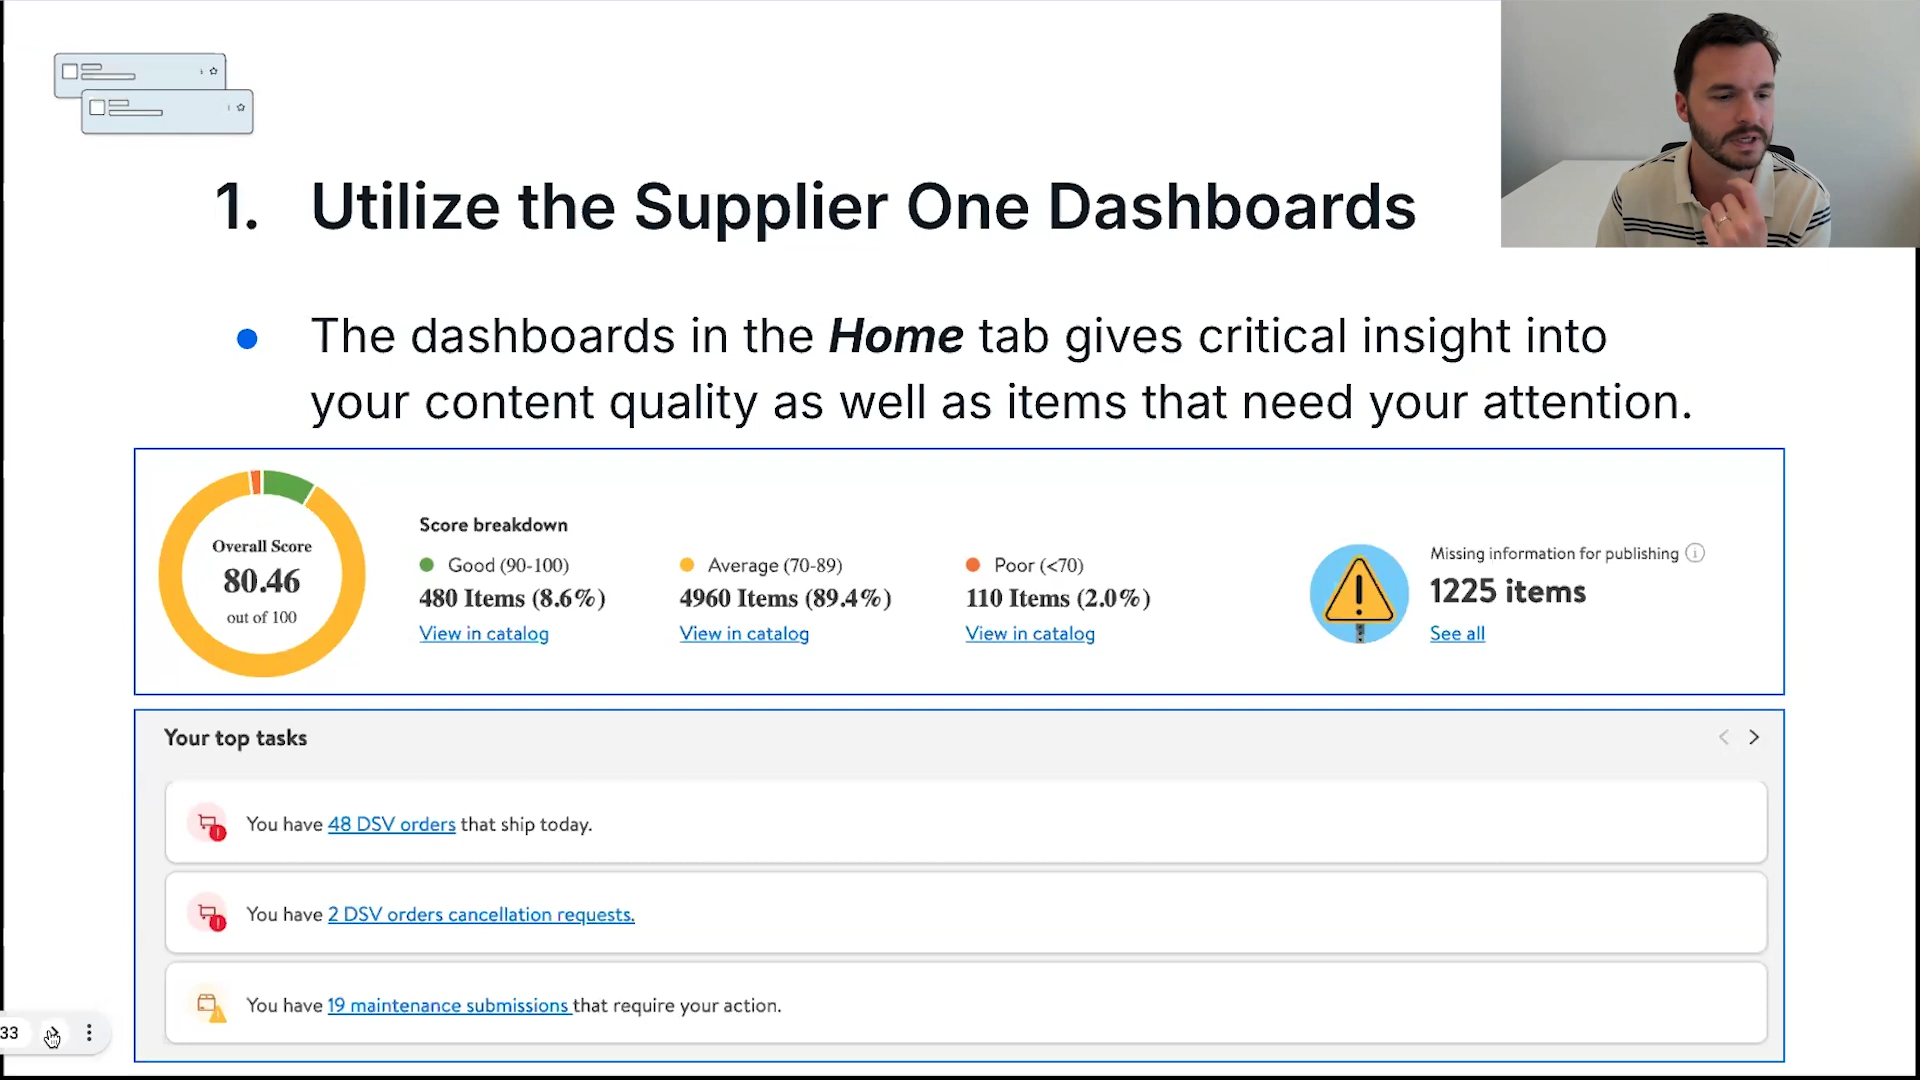 1. Utilize the Supplier One Dashboards
The dashboards in the Home tab gives critical insight into
your content quality as well as items that need your attention.
Overall Score
80.46
out of 100
Score breakdown
Good (90-100)
480 Items (8.6%)
View in catalog
Average (70-89)
4960 Items (89.4%)
View in catalog
Poor (<70)
110 Items (2.0%)
View in catalog
Missing information for publishing
1225 items
See all
Your top tasks
You have 48 DSV orders that ship today.
You have 2 DSV orders cancellation requests.
You have 19 maintenance submissions that require your action.
33